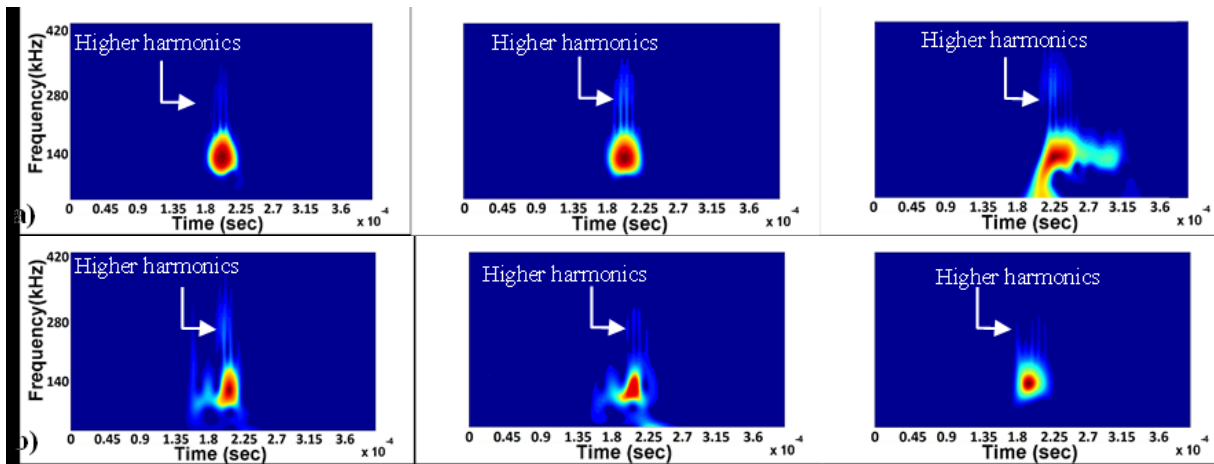 420
Higher harmonics
280
140
Frequency(kHz)
a)
0 0.45 0.9 1.35 1.8 2.25 2.7 3.15 3.6
Time (sec)
x 10 -4
Higher harmonics
0 0.45 0.9 1.35 1.8 2.25 2.7 3.15 3.6
Time (sec)
x 10 -4
Higher harmonics
0 0.45 0.9 1.35 1.8 2.25 2.7 3.15 3.6
Time (sec)
x 10 -4
420
Higher harmonics
280
140
Frequency(kHz)
b)
0 0.45 0.9 1.35 1.8 2.25 2.7 3.15 3.6
Time (sec)
x 10 -4
Higher harmonics
0 0.45 0.9 1.35 1.8 2.25 2.7 3.15 3.6
Time (sec)
x 10 -4
Higher harmonics
0 0.45 0.9 1.35 1.8 2.25 2.7 3.15 3.6
Time (sec)
x 10 -4